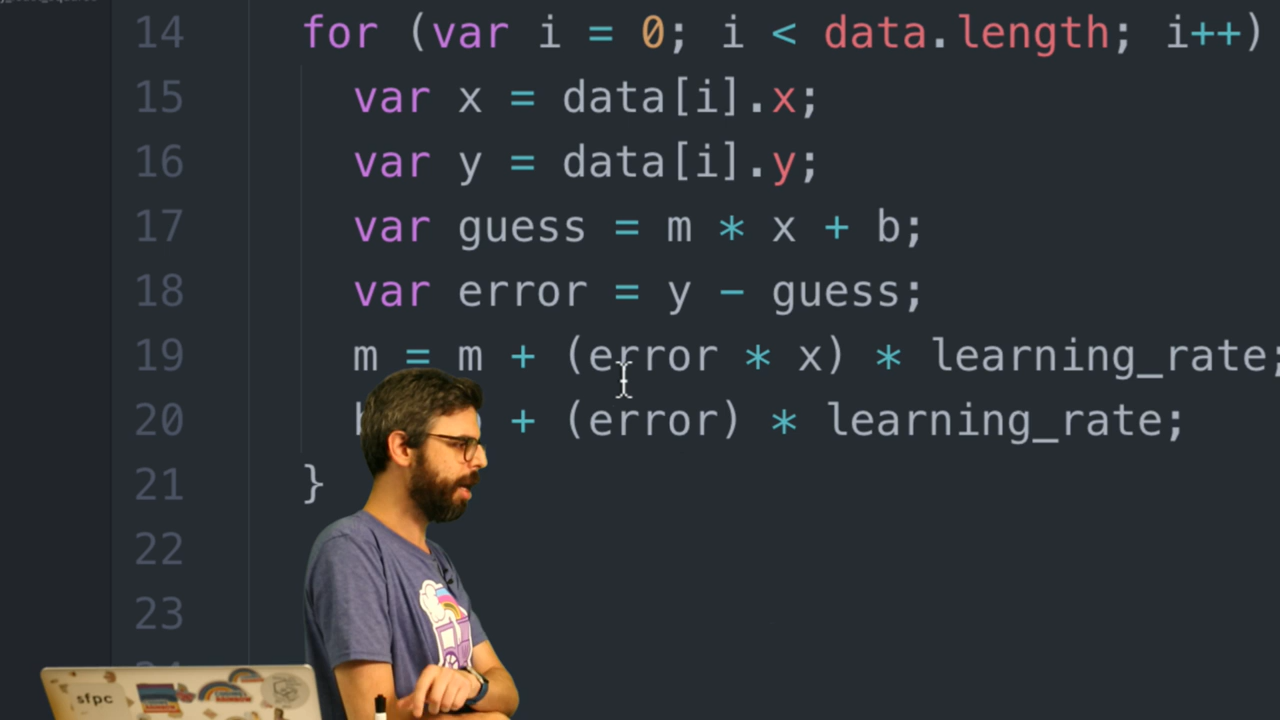 14 for (var i = 0; i < data.length; i++)
15 var x = data[i].x;
16 var y = data[i].y;
17 var guess = m * x + b;
18 var error = y - guess;
19 m = m + (error * x) * learning_rate;
20 + (error) * learning_rate;
21 }
22
23
sfpc